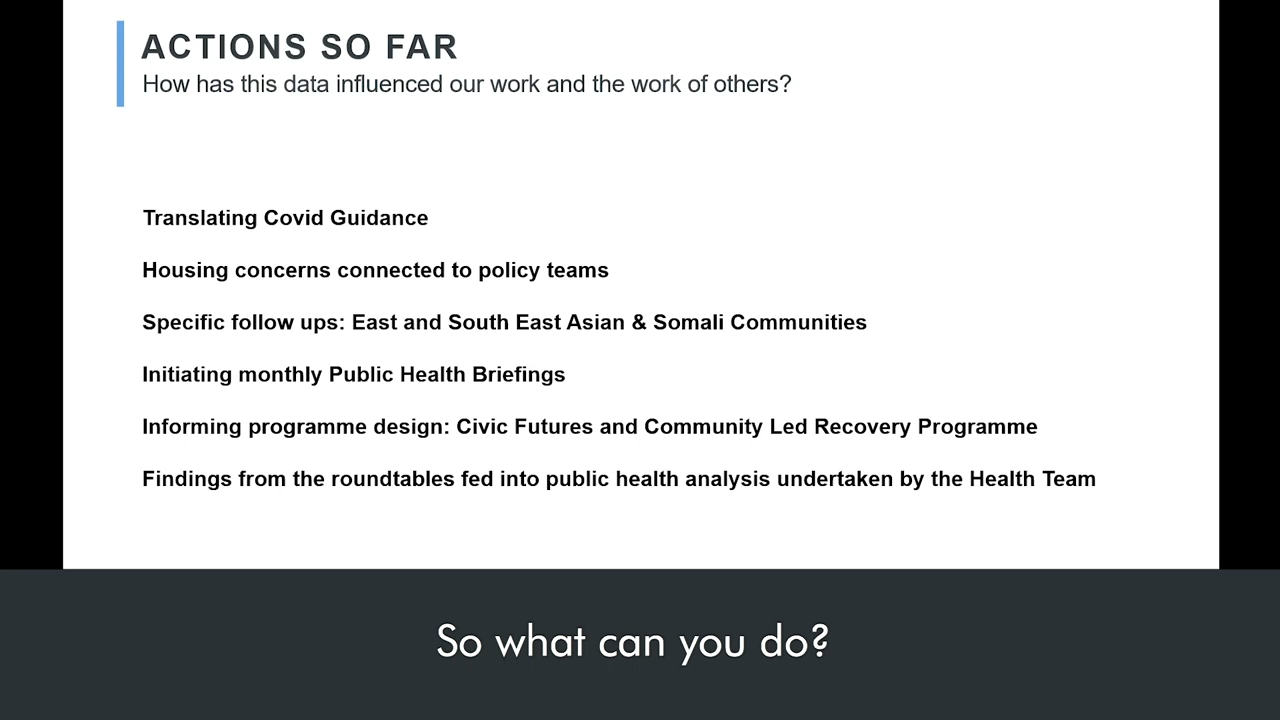 ACTIONS SO FAR
How has this data influenced our work and the work of others?
Translating Covid Guidance
Housing concerns connected to policy teams
Specific follow ups: East and South East Asian & Somali Communities
Initiating monthly Public Health Briefings
Informing programme design: Civic Futures and Community Led Recovery Programme
Findings from the roundtables fed into public health analysis undertaken by the Health Team
So what can you do?